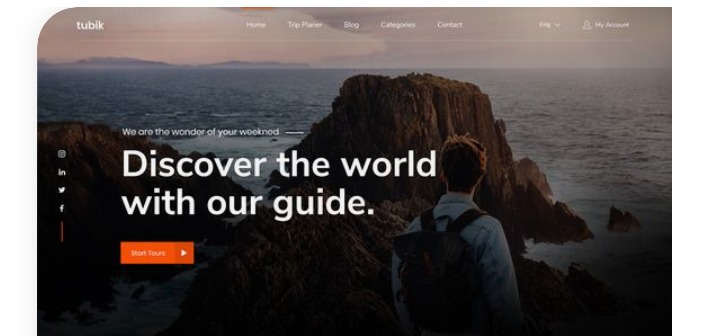 tubik
Home Trip Planer Blog Categories Contact Eng My Account
We are the wonder of your weekned
Discover the world
with our guide.
Start Tours